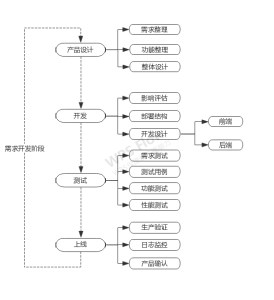 需求整理
产品设计
功能整理
整体设计
影响评估
开发
部署结构
前端
开发设计
后端
需求开发阶段
需求测试
测试用例
测试
功能测试
性能测试
生产验证
上线
日志监控
产品确认